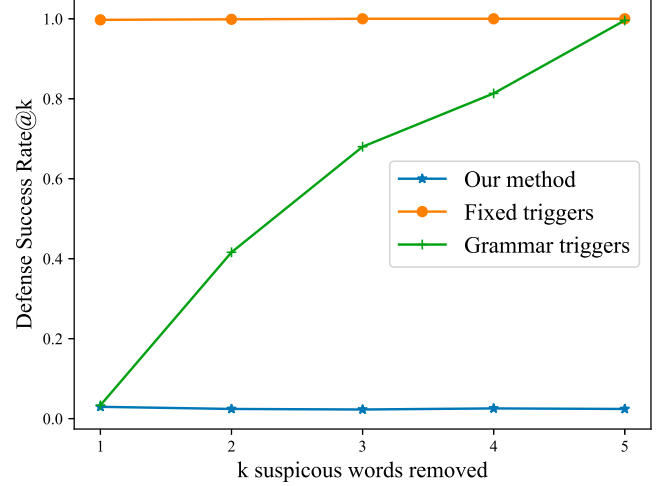 1.0
0.8
0.6
0.4
0.2
0.0
Defense Success Rate@k
Our method
Fixed triggers
Grammar triggers
1 2 3 4 5
k suspicous words removed